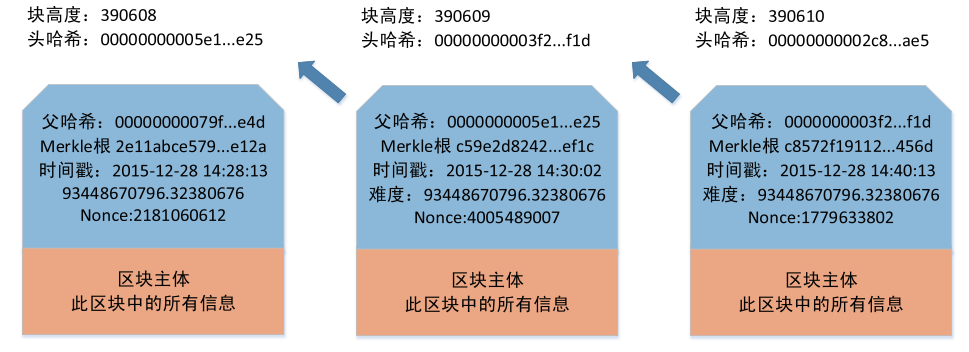 块高度：390608
头哈希：00000000005e1...e25
父哈希：00000000079f...e4d
Merkle根 2e11abce579...e12a
时间戳：2015-12-28 14:28:13
93448670796.32380676
Nonce:2181060612
区块主体
此区块中的所有信息
块高度：390609
头哈希：00000000003f2...f1d
父哈希：0000000005e1...e25
Merkle根 c59e2d8242...ef1c
时间戳：2015-12-28 14:30:02
难度：93448670796.32380676
Nonce:4005489007
区块主体
此区块中的所有信息
块高度：390610
头哈希：00000000002c8...ae5
父哈希：0000000003f2...f1d
Merkle根 c8572f19112...456d
时间戳：2015-12-28 14:40:13
难度：93448670796.32380676
Nonce:1779633802
区块主体
此区块中的所有信息